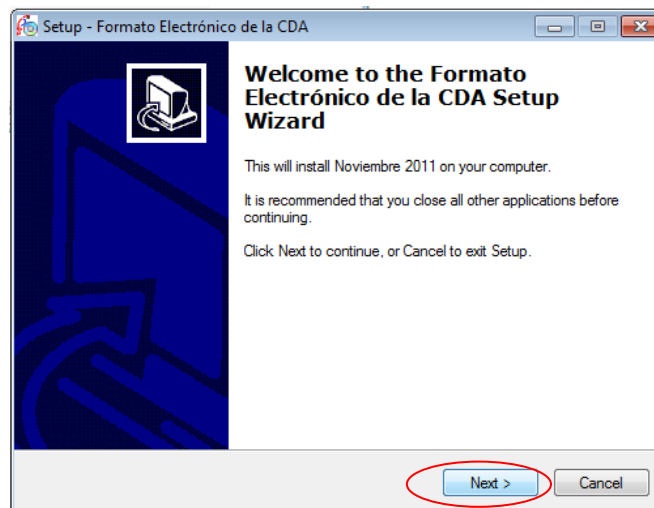 Setup - Formato Electrónico de la CDA
Welcome to the Formato
Electrónico de la CDA Setup
Wizard
This will install Noviembre 2011 on your computer.
It is recommended that you close all other applications before
continuing.
Click Next to continue, or Cancel to exit Setup.
Next >
Cancel